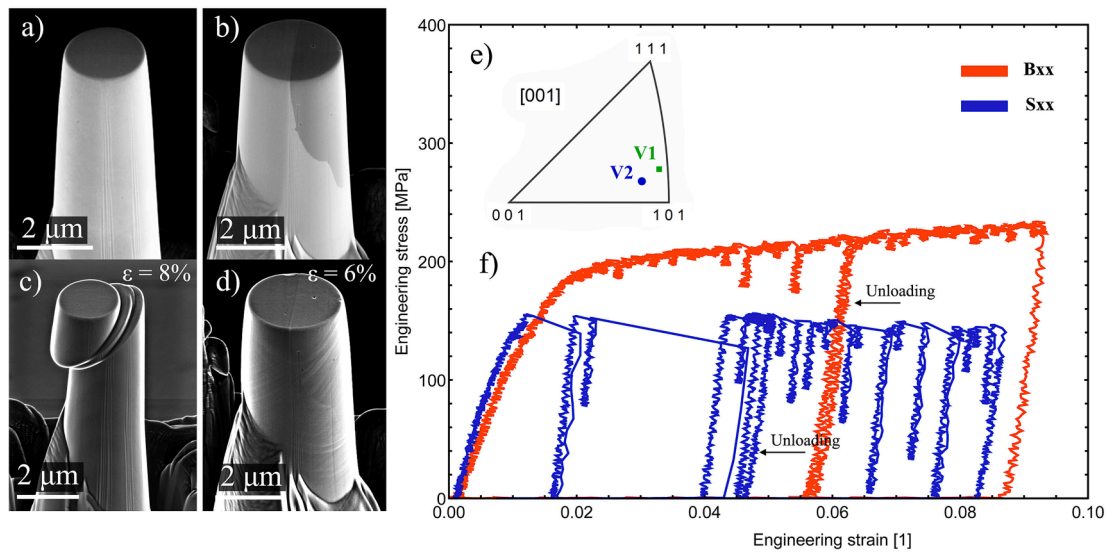 a)
2 μm
b)
2 μm
c)
ε = 8%
2 μm
d)
ε = 6%
2 μm
400
300
200
100
0
Engineering stress [MPa]
e)
1 1 1
[001]
V1
V2
0 0 1
1 0 1
Bxx
Sxx
f)
Unloading
Unloading
0.00
0.02
0.04
0.06
0.08
0.10
Engineering strain [1]